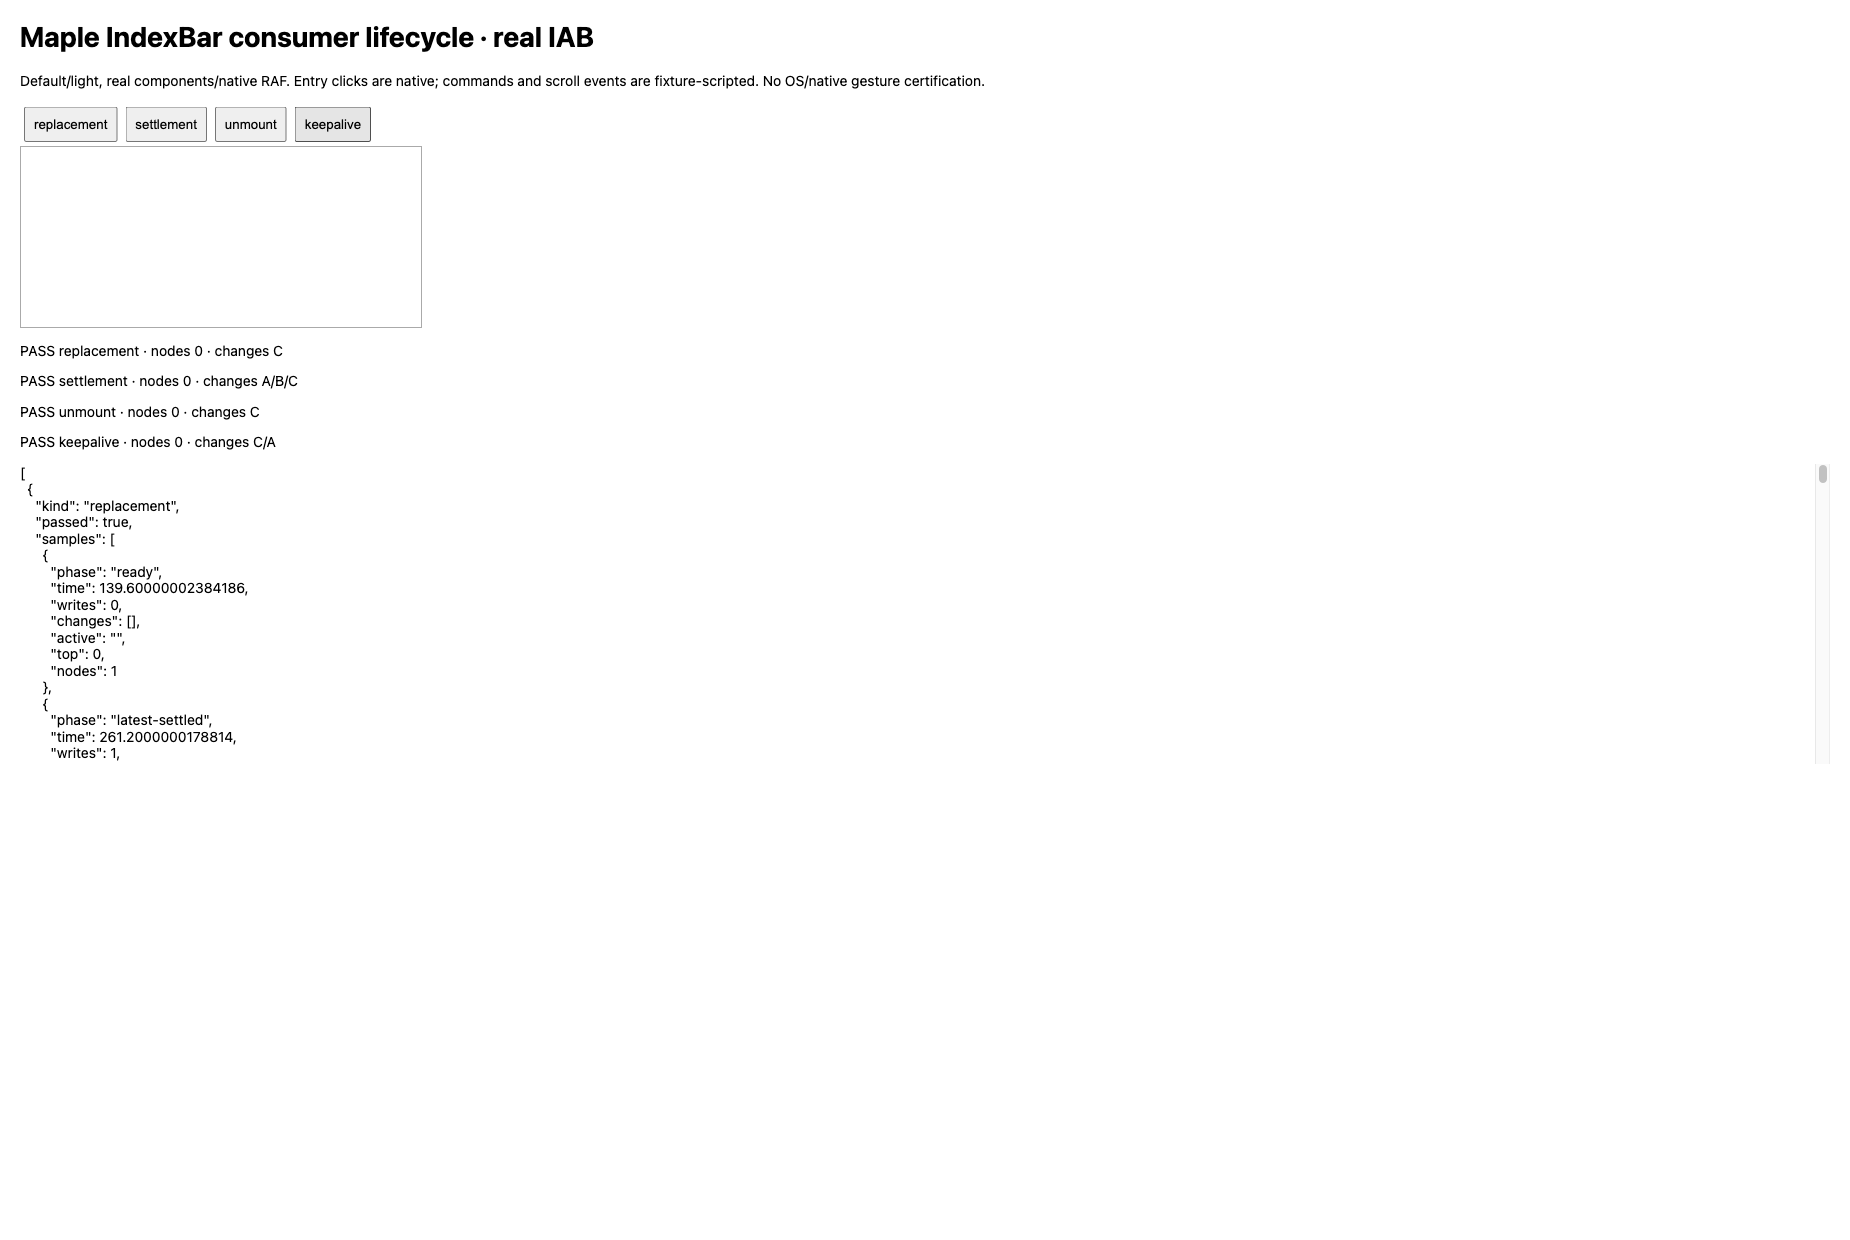 Maple IndexBar consumer lifecycle · real IAB
Default/light, real components/native RAF. Entry clicks are native; commands and scroll events are fixture-scripted. No OS/native gesture certification.
replacement settlement unmount keepalive
PASS replacement · nodes 0 · changes C
PASS settlement · nodes 0 · changes A/B/C
PASS unmount · nodes 0 · changes C
PASS keepalive · nodes 0 · changes C/A
[
  {
    "kind": "replacement",
    "passed": true,
    "samples": [
      {
        "phase": "ready",
        "time": 139.60000002384186,
        "writes": 0,
        "changes": [],
        "active": "",
        "top": 0,
        "nodes": 1
      },
      {
        "phase": "latest-settled",
        "time": 261.2000000178814,
        "writes": 1,